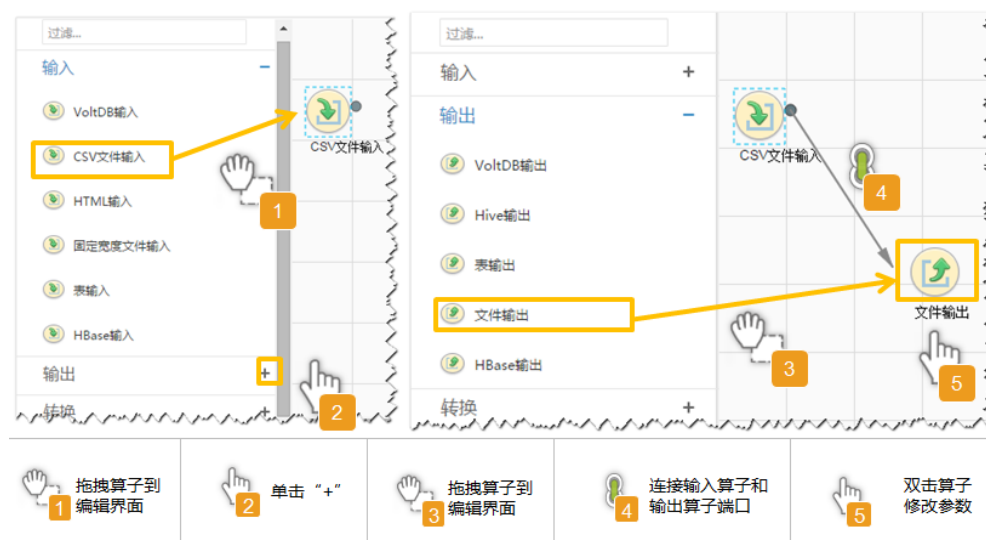 过滤...
输入
－
VoltDB输入
CSV文件输入
HTML输入
固定宽度文件输入
表输入
HBase输入
输出
+
转换
+
CSV文件输入
1
2
过滤...
输入
+
输出
－
VoltDB输出
Hive输出
表输出
文件输出
HBase输出
转换
+
CSV文件输入
4
文件输出
3
5
1
拖拽算子到
编辑界面
2
单击“+”
3
拖拽算子到
编辑界面
4
连接输入算子和
输出算子端口
5
双击算子
修改参数